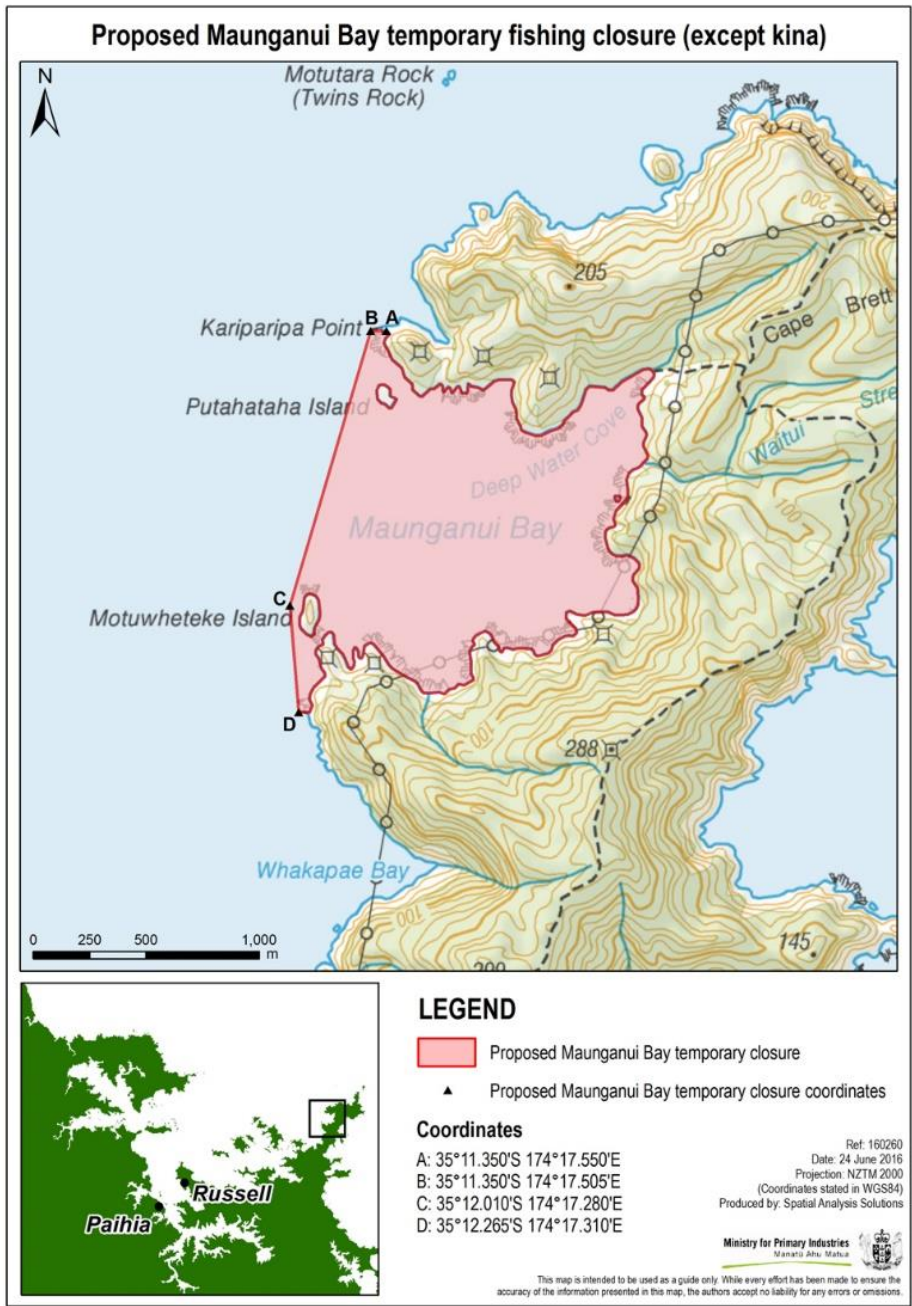 Proposed Maunganui Bay temporary fishing closure (except kina)
N
Motutara Rock
(Twins Rock)
200
205
B A
Kariparipa Point
Cape Brett
Putahataha Island
Deep Water Cove
Waitui Stre
Maunganui Bay
100
C
Motuwheteke Island
D
100
288
Whakapae Bay
100
0 250 500 1,000
m
145
LEGEND
Proposed Maunganui Bay temporary closure
Proposed Maunganui Bay temporary closure coordinates
Coordinates
A: 35°11.350'S 174°17.550'E
B: 35°11.350'S 174°17.505'E
C: 35°12.010'S 174°17.280'E
D: 35°12.265'S 174°17.310'E
Ref: 160260
Date: 24 June 2016
Projection: NZTM 2000
(Coordinates stated in WGS84)
Produced by: Spatial Analysis Solutions
Russell
Paihia
Ministry for Primary Industries
Manatū Ahu Matua
This map is intended to be used as a guide only. While every effort has been made to ensure the
accuracy of the information presented in this map, the authors accept no liability for any errors or omissions.